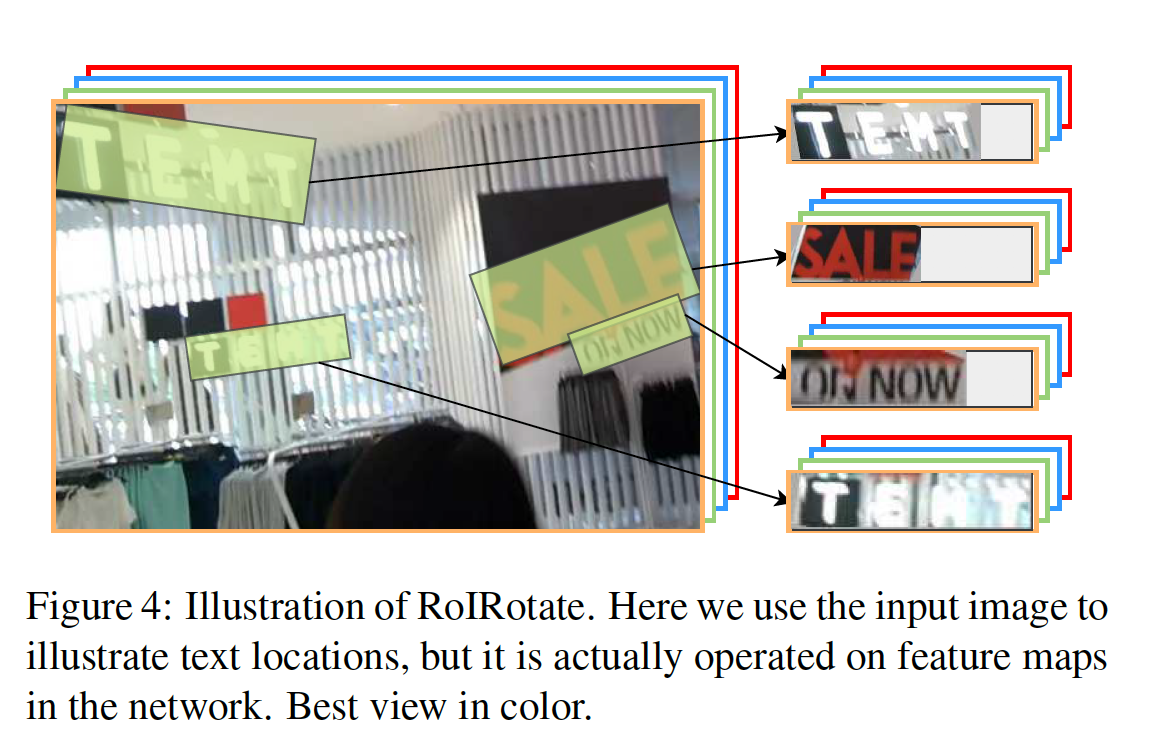 TEMT
SALE
ON NOW
TEMT
TEMT
SALE
ON NOW
TEMT
Figure 4: Illustration of RoIRotate. Here we use the input image to
illustrate text locations, but it is actually operated on feature maps
in the network. Best view in color.